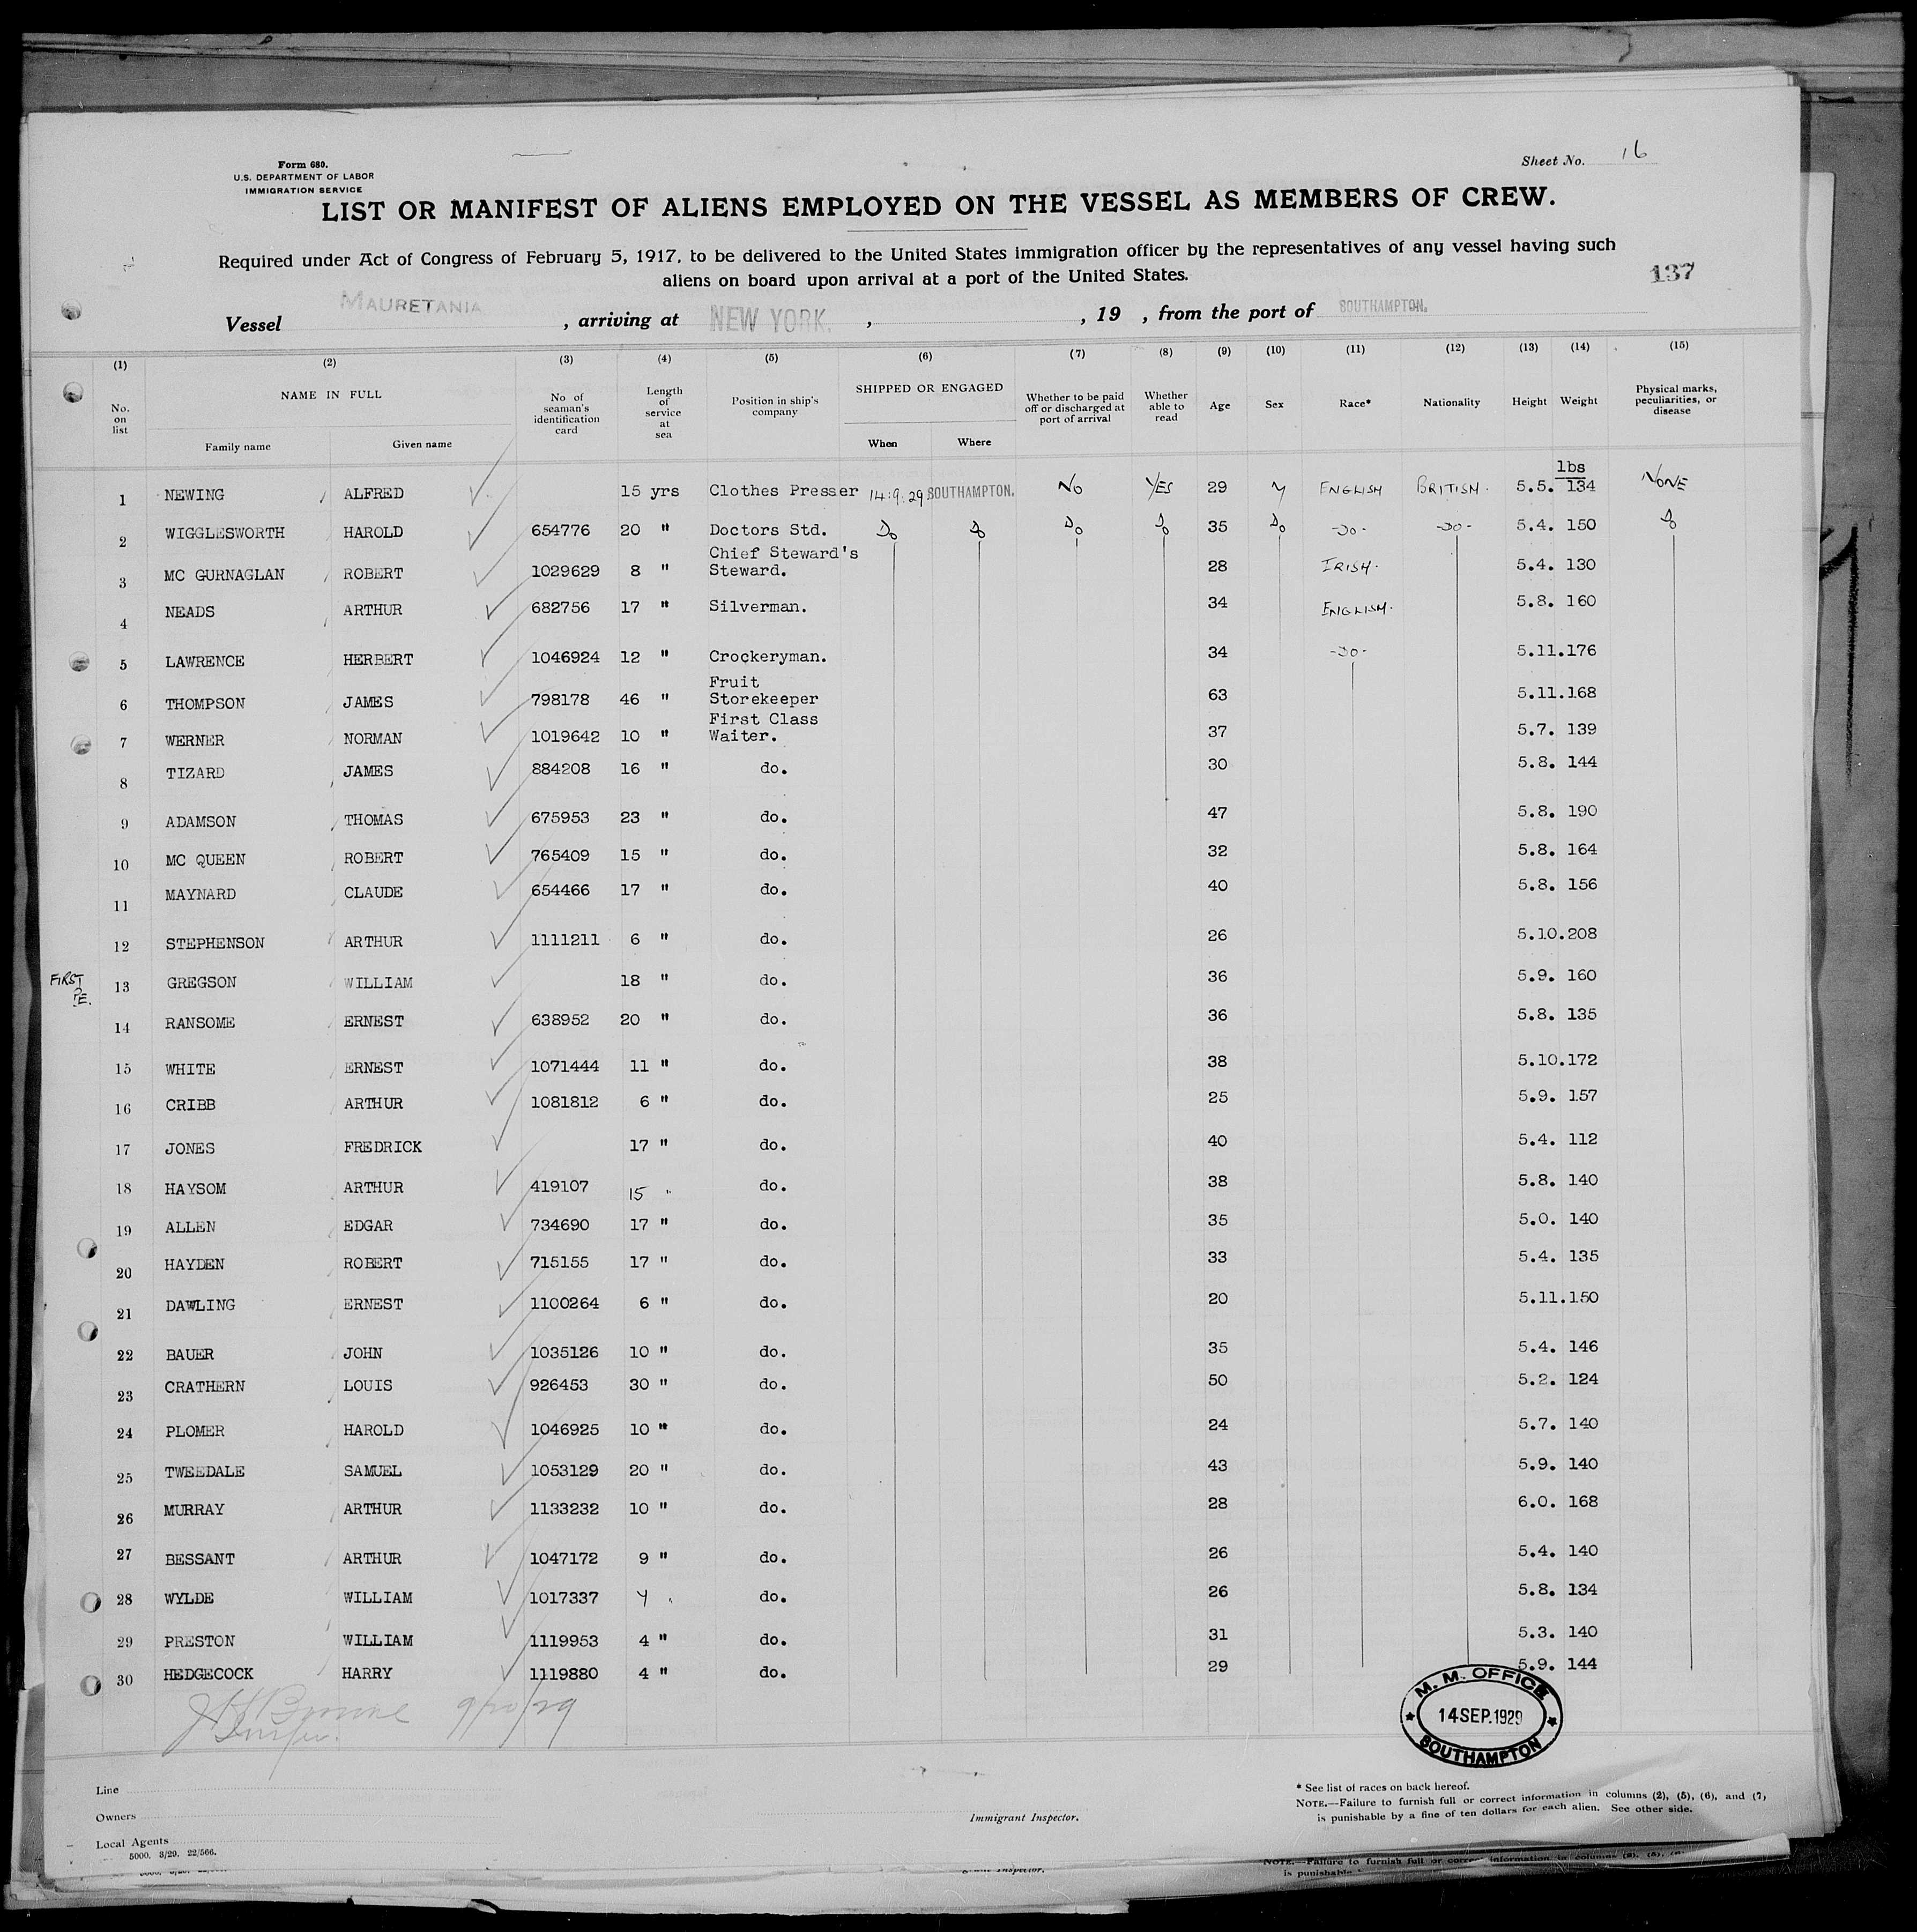 Form 680.
U.S. DEPARTMENT OF LABOR
IMMIGRATION SERVICE
Sheet No. 16
LIST OR MANIFEST OF ALIENS EMPLOYED ON THE VESSEL AS MEMBERS OF CREW.
Required under Act of Congress of February 5, 1917, to be delivered to the United States immigration officer by the representatives of any vessel having such
aliens on board upon arrival at a port of the United States.
137
Vessel MAURETANIA, arriving at NEW YORK, , 19 , from the port of SOUTHAMPTON.
(1) (2) (3) (4) (5) (6) (7) (8) (9) (10) (11) (12) (13) (14) (15)
No. on list NAME IN FULL Family name Given name No of seaman's identification card Length of service at sea Position in ship's company SHIPPED OR ENGAGED When Where Whether to be paid off or discharged at port of arrival Whether able to read Age Sex Race* Nationality Height Weight Physical marks, peculiarities, or disease
lbs
1 NEWING ALFRED 15 yrs Clothes Presser 14.9.29 SOUTHAMPTON. No YES 29 M ENGLISH BRITISH. 5.5. 134 NONE
2 WIGGLESWORTH HAROLD 654776 20 " Doctors Std. Do Do Do Do 35 Do -DO- -DO- 5.4. 150 Do
3 MC GURNAGLAN ROBERT 1029629 8 " Chief Steward's Steward. 28 IRISH. 5.4. 130
4 NEADS ARTHUR 682756 17 " Silverman. 34 ENGLISH. 5.8. 160
5 LAWRENCE HERBERT 1046924 12 " Crockeryman. 34 -DO- 5.11. 176
6 THOMPSON JAMES 798178 46 " Fruit Storekeeper 63 5.11. 168
7 WERNER NORMAN 1019642 10 " First Class Waiter. 37 5.7. 139
8 TIZARD JAMES 884208 16 " do. 30 5.8. 144
9 ADAMSON THOMAS 675953 23 " do. 47 5.8. 190
10 MC QUEEN ROBERT 765409 15 " do. 32 5.8. 164
11 MAYNARD CLAUDE 654466 17 " do. 40 5.8. 156
12 STEPHENSON ARTHUR 1111211 6 " do. 26 5.10. 208
FIRST
13 GREGSON WILLIAM 18 " do. 36 5.9. 160
14 RANSOME ERNEST 638952 20 " do. 36 5.8. 135
15 WHITE ERNEST 1071444 11 " do. 38 5.10. 172
16 CRIBB ARTHUR 1081812 6 " do. 25 5.9. 157
17 JONES FREDRICK 17 " do. 40 5.4. 112
18 HAYSOM ARTHUR 419107 15 " do. 38 5.8. 140
19 ALLEN EDGAR 734690 17 " do. 35 5.0. 140
20 HAYDEN ROBERT 715155 17 " do. 33 5.4. 135
21 DAWLING ERNEST 1100264 6 " do. 20 5.11. 150
22 BAUER JOHN 1035126 10 " do. 35 5.4. 146
23 CRATHERN LOUIS 926453 30 " do. 50 5.2. 124
24 PLOMER HAROLD 1046925 10 " do. 24 5.7. 140
25 TWEEDALE SAMUEL 1053129 20 " do. 43 5.9. 140
26 MURRAY ARTHUR 1133232 10 " do. 28 6.0. 168
27 BESSANT ARTHUR 1047172 9 " do. 26 5.4. 140
28 WYLDE WILLIAM 1017337 " do. 26 5.8. 134
29 PRESTON WILLIAM 1119953 4 " do. 31 5.3. 140
30 HEDGECOCK HARRY 1119880 4 " do. 29 5.9. 144
9/20/29
M. M. OFFICE
14 SEP. 1929
SOUTHAMPTON
Line
Owners
Local Agents
5000. 3/29. 22/566.
Immigrant Inspector.
* See list of races on back hereof.
NOTE.—Failure to furnish full or correct information in columns (2), (5), (6), and (7,
is punishable by a fine of ten dollars for each alien. See other side.
NOTE.—Failure to furnish full or correct information in columns
is punishable